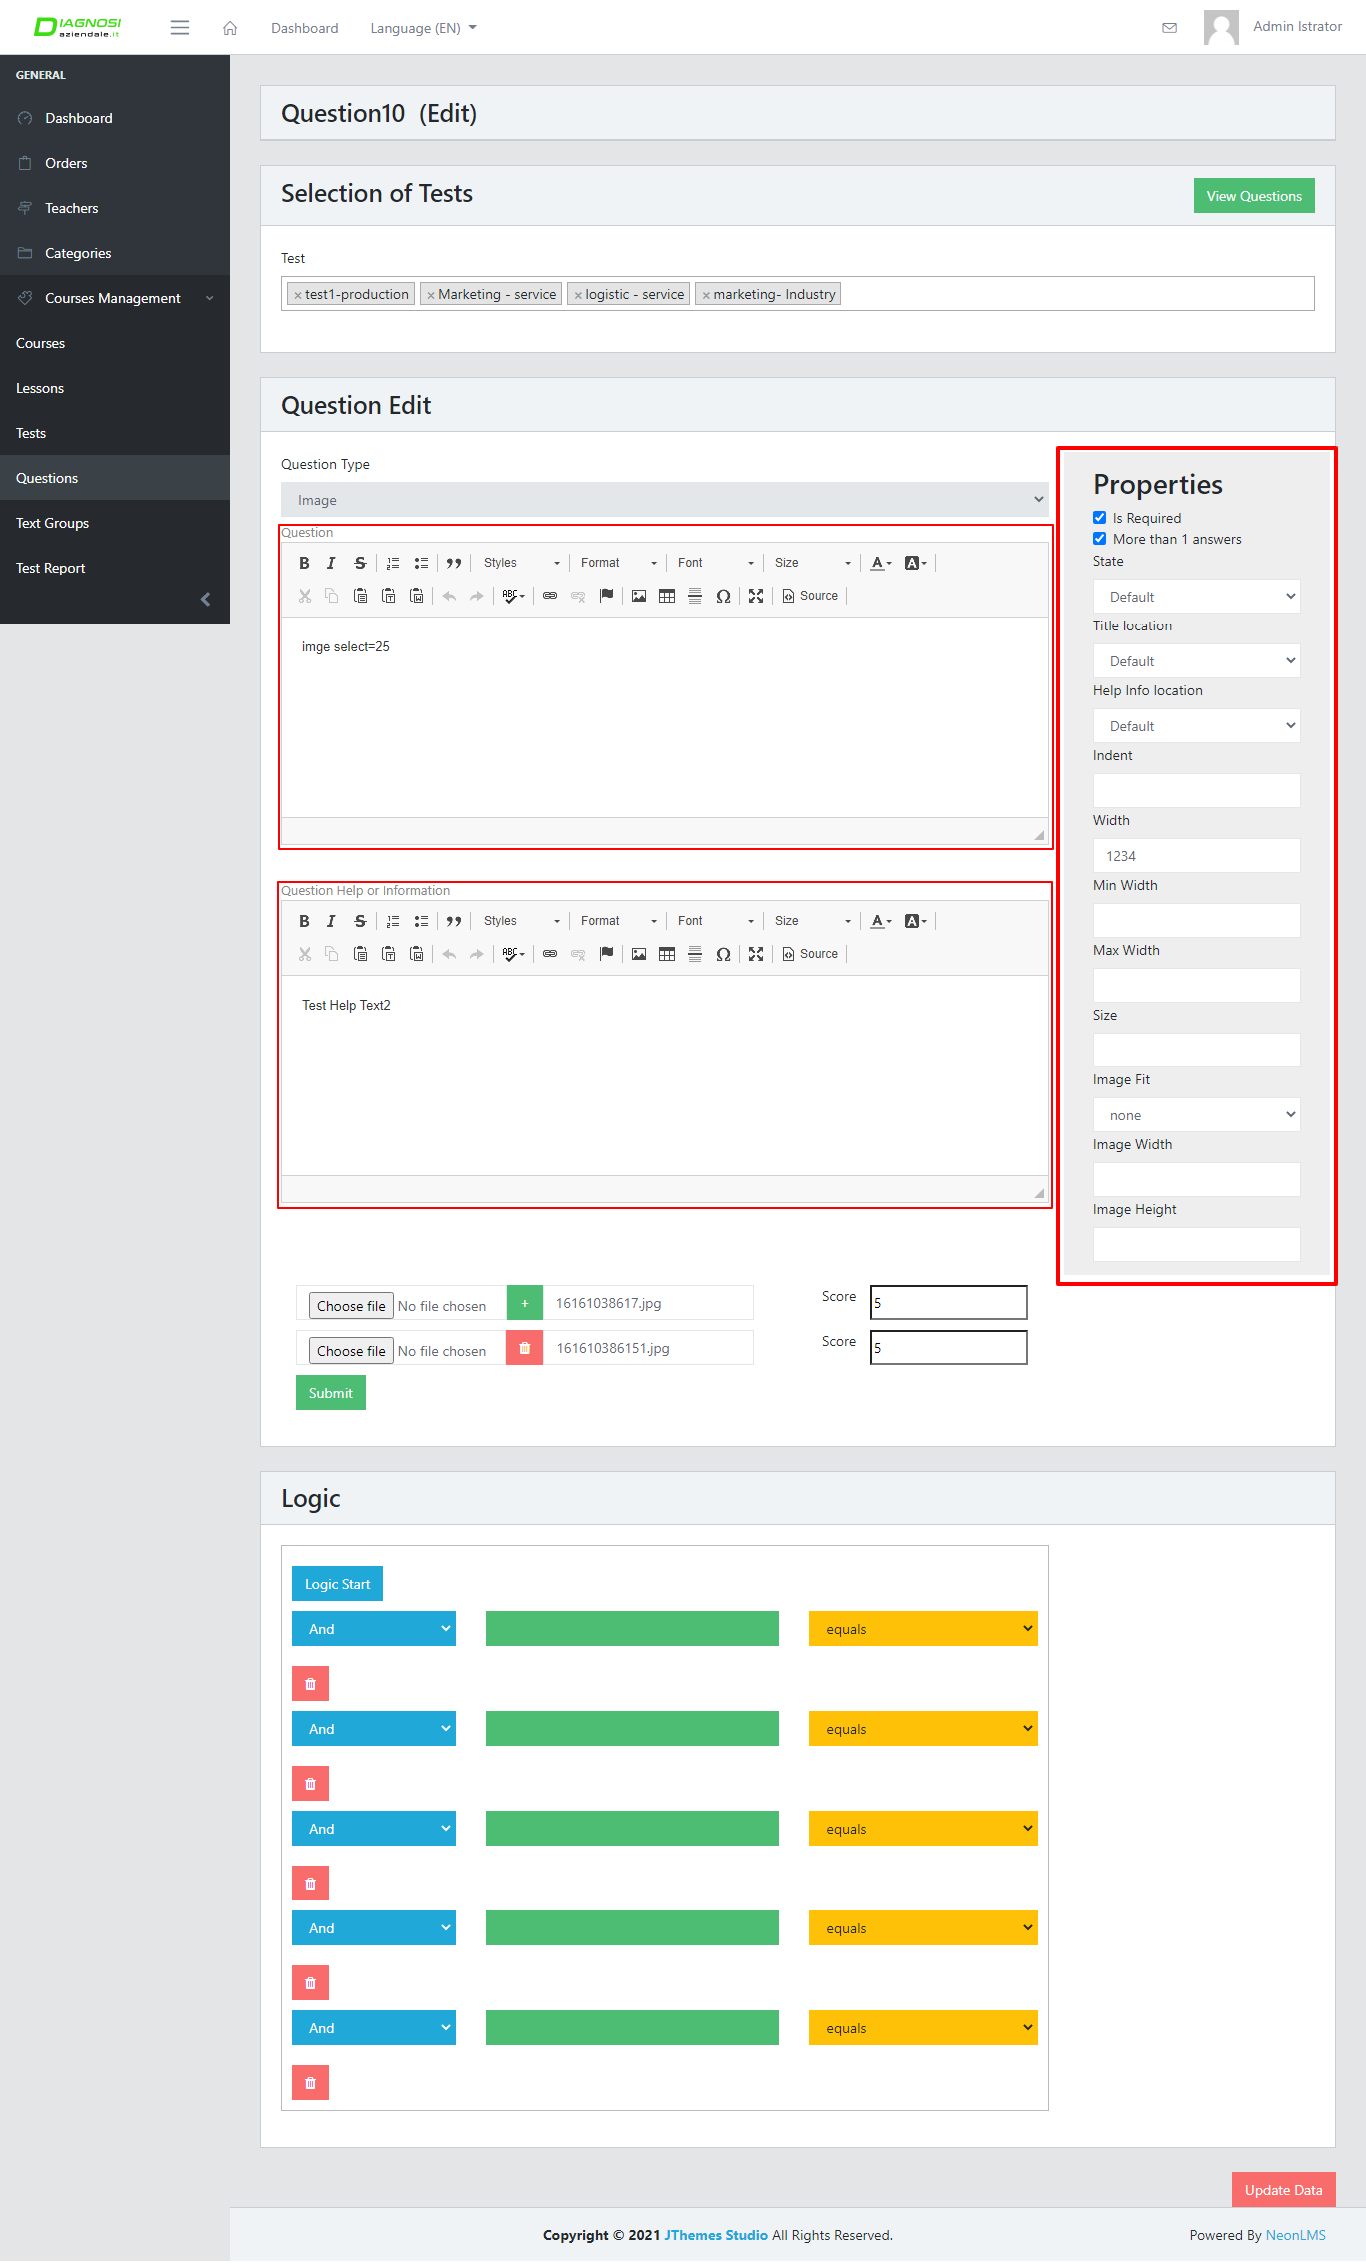 DIAGNOSI
aziendale.it
Dashboard
Language (EN)
Admin Istrator
GENERAL
Dashboard
Orders
Teachers
Categories
Courses Management
Courses
Lessons
Tests
Questions
Text Groups
Test Report
Question10 (Edit)
Selection of Tests
View Questions
Test
×test1-production ×Marketing - service ×logistic - service ×marketing- Industry
Question Edit
Question Type
Image
Question
B I S Styles Format Font Size A A
ABC Ω Source
imge select=25
Question Help or Information
B I S Styles Format Font Size A A
ABC Ω Source
Test Help Text2
Properties
Is Required
More than 1 answers
State
Default
Title location
Default
Help Info location
Default
Indent
Width
1234
Min Width
Max Width
Size
Image Fit
none
Image Width
Image Height
Choose file No file chosen + 16161038617.jpg Score 5
Choose file No file chosen 161610386151.jpg Score 5
Submit
Logic
Logic Start
And equals
And equals
And equals
And equals
And equals
Update Data
Copyright © 2021 JThemes Studio All Rights Reserved.
Powered By NeonLMS